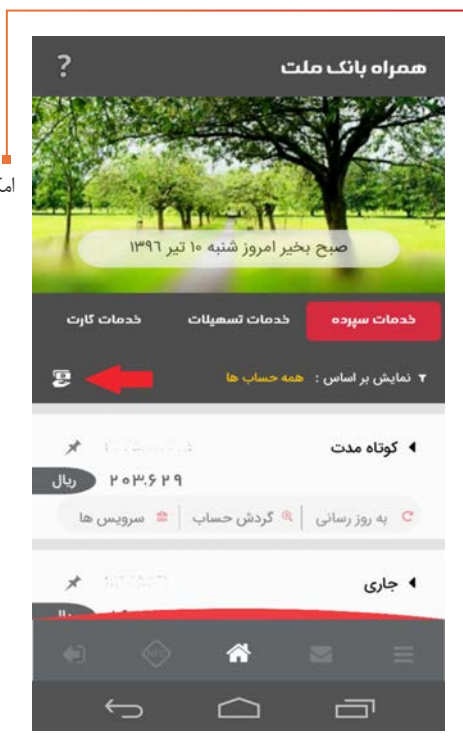 همراه بانک ملت ?
صبح بخیر امروز شنبه ۱۰ تیر ۱۳۹۶
خدمات سپرده خدمات تسهیلات خدمات کارت
نمایش بر اساس : همه حساب ها
کوتاه مدت
۲۰۳.۶۲۹ ریال
به روز رسانی گردش حساب سرویس ها
جاری
NFC